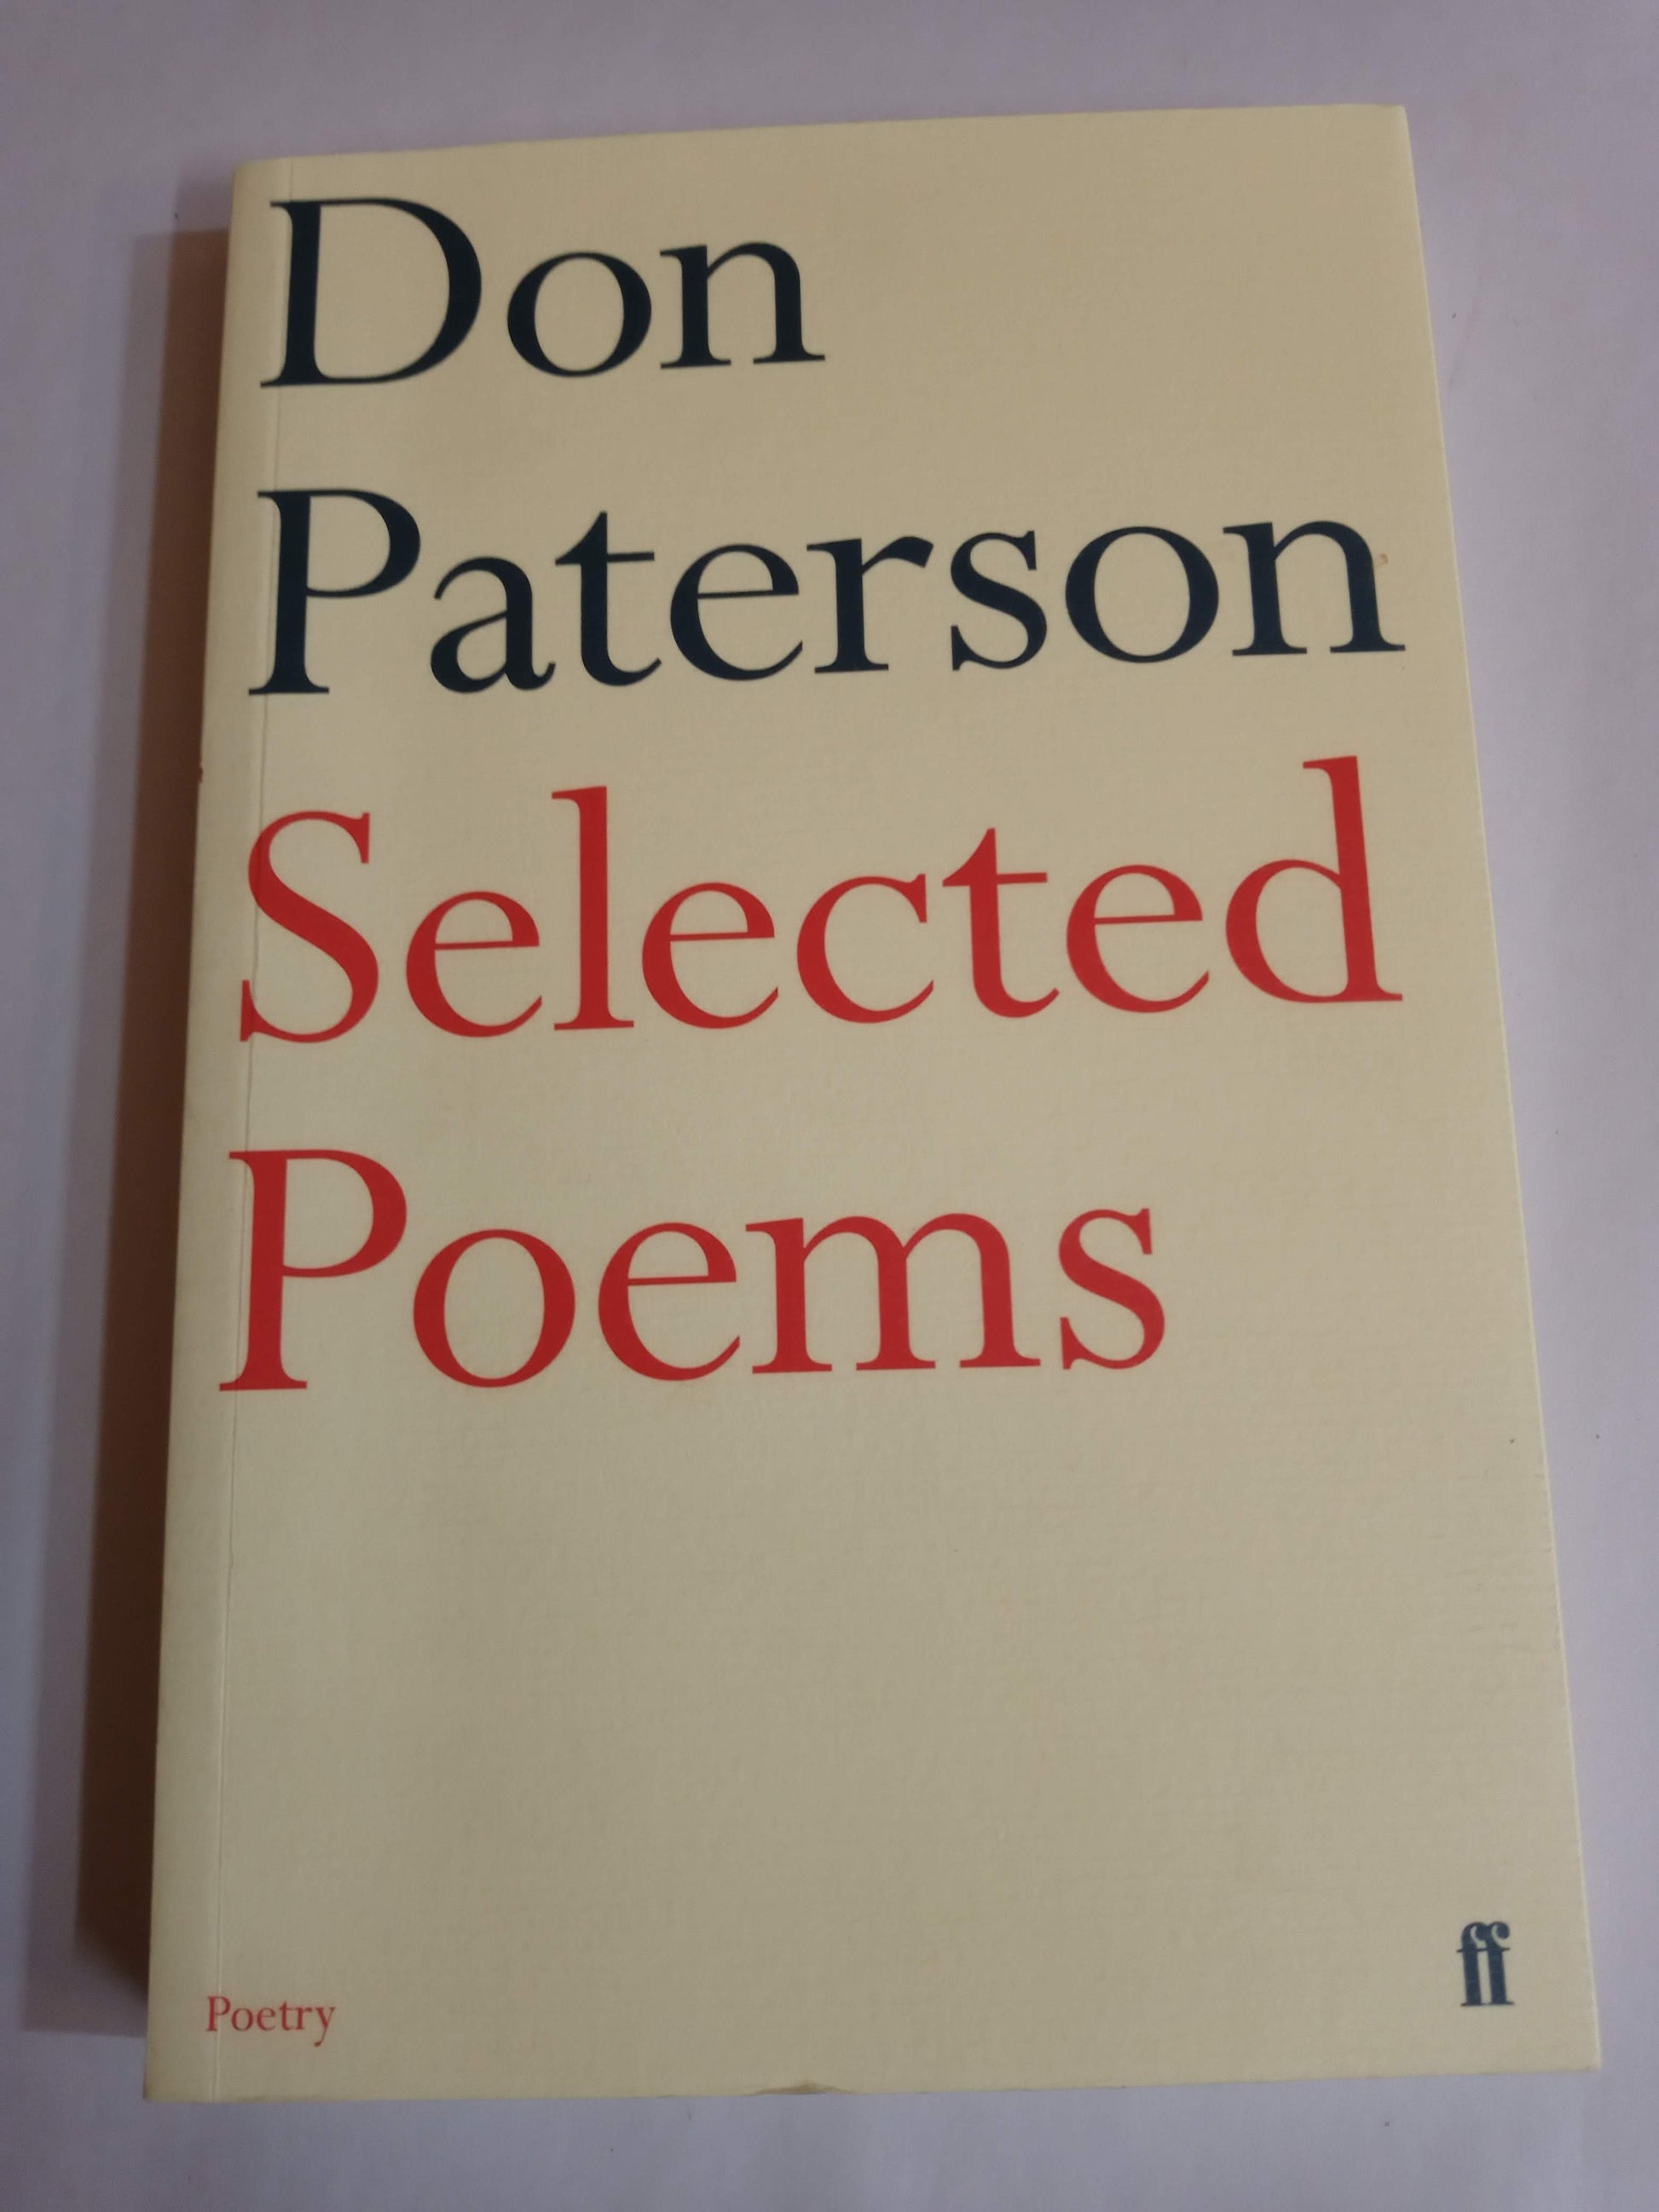 Don
Paterson
Selected
Poems
Poetry
ff